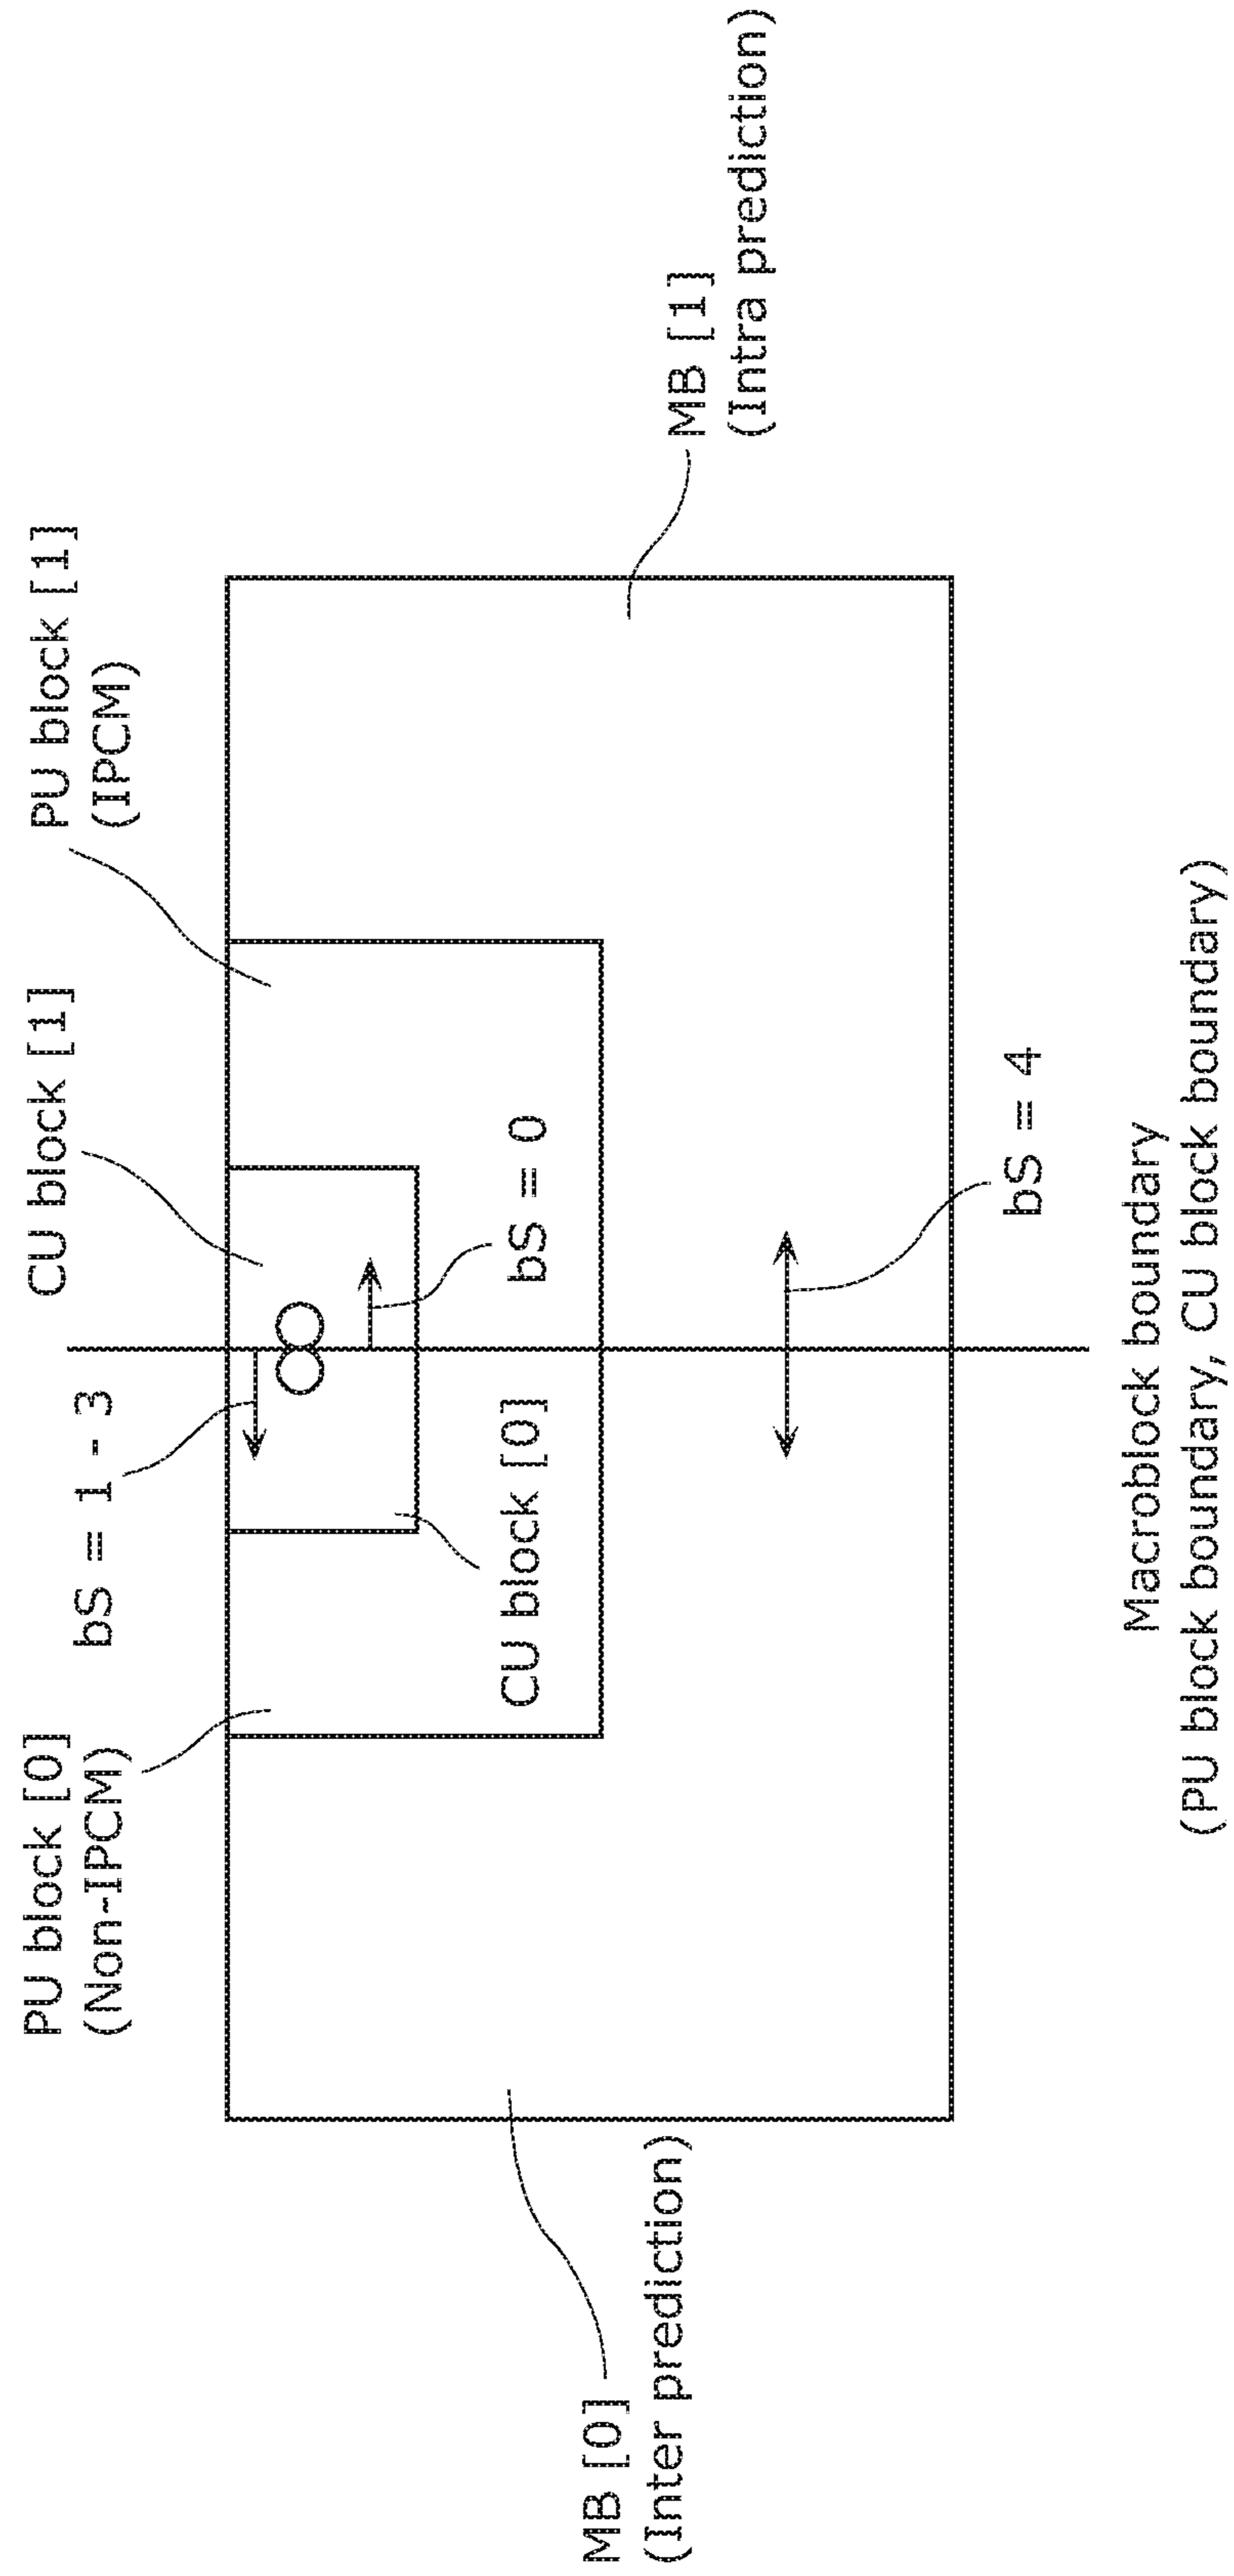 PU block [0]
(Non-IPCM)
bS = 1 - 3
CU block [1]
PU block [1]
(IPCM)
CU block [0]
bS = 0
MB [0]
(Inter prediction)
MB [1]
(Intra prediction)
bS = 4
Macroblock boundary
(PU block boundary, CU block boundary)